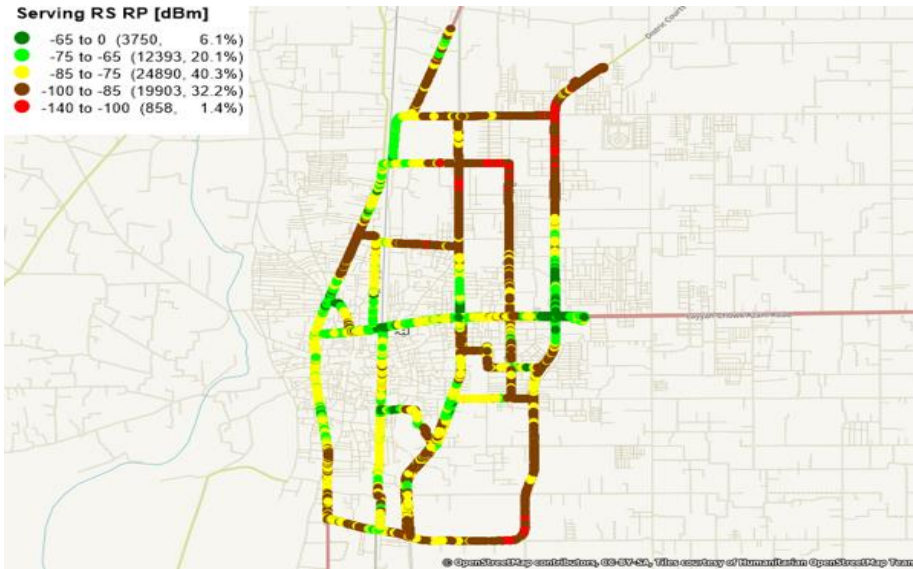 Serving RS RP [dBm]
-65 to 0 (3750, 6.1%)
-75 to -65 (12393, 20.1%)
-85 to -75 (24890, 40.3%)
-100 to -85 (19903, 32.2%)
-140 to -100 (858, 1.4%)
© OpenStreetMap contributors, CC-BY-SA, Tiles courtesy of Humanitarian OpenStreetMap Team